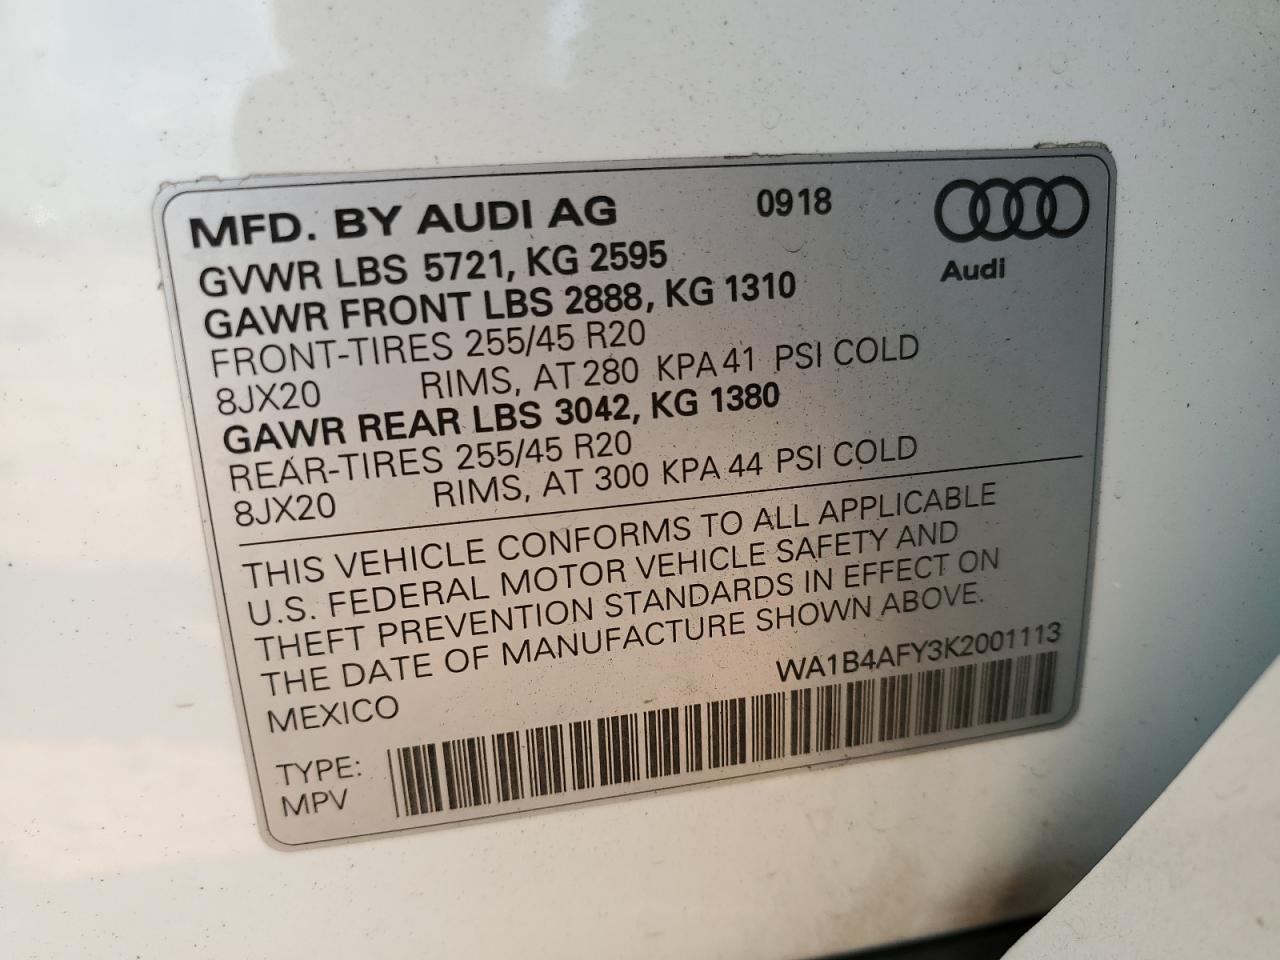 MFD. BY AUDI AG 0918
Audi
GVWR LBS 5721, KG 2595
GAWR FRONT LBS 2888, KG 1310
FRONT-TIRES 255/45 R20
8JX20 RIMS, AT 280 KPA 41 PSI COLD
GAWR REAR LBS 3042, KG 1380
REAR-TIRES 255/45 R20
8JX20 RIMS, AT 300 KPA 44 PSI COLD
THIS VEHICLE CONFORMS TO ALL APPLICABLE
U.S. FEDERAL MOTOR VEHICLE SAFETY AND
THEFT PREVENTION STANDARDS IN EFFECT ON
THE DATE OF MANUFACTURE SHOWN ABOVE.
MEXICO WA1B4AFY3K2001113
TYPE:
MPV